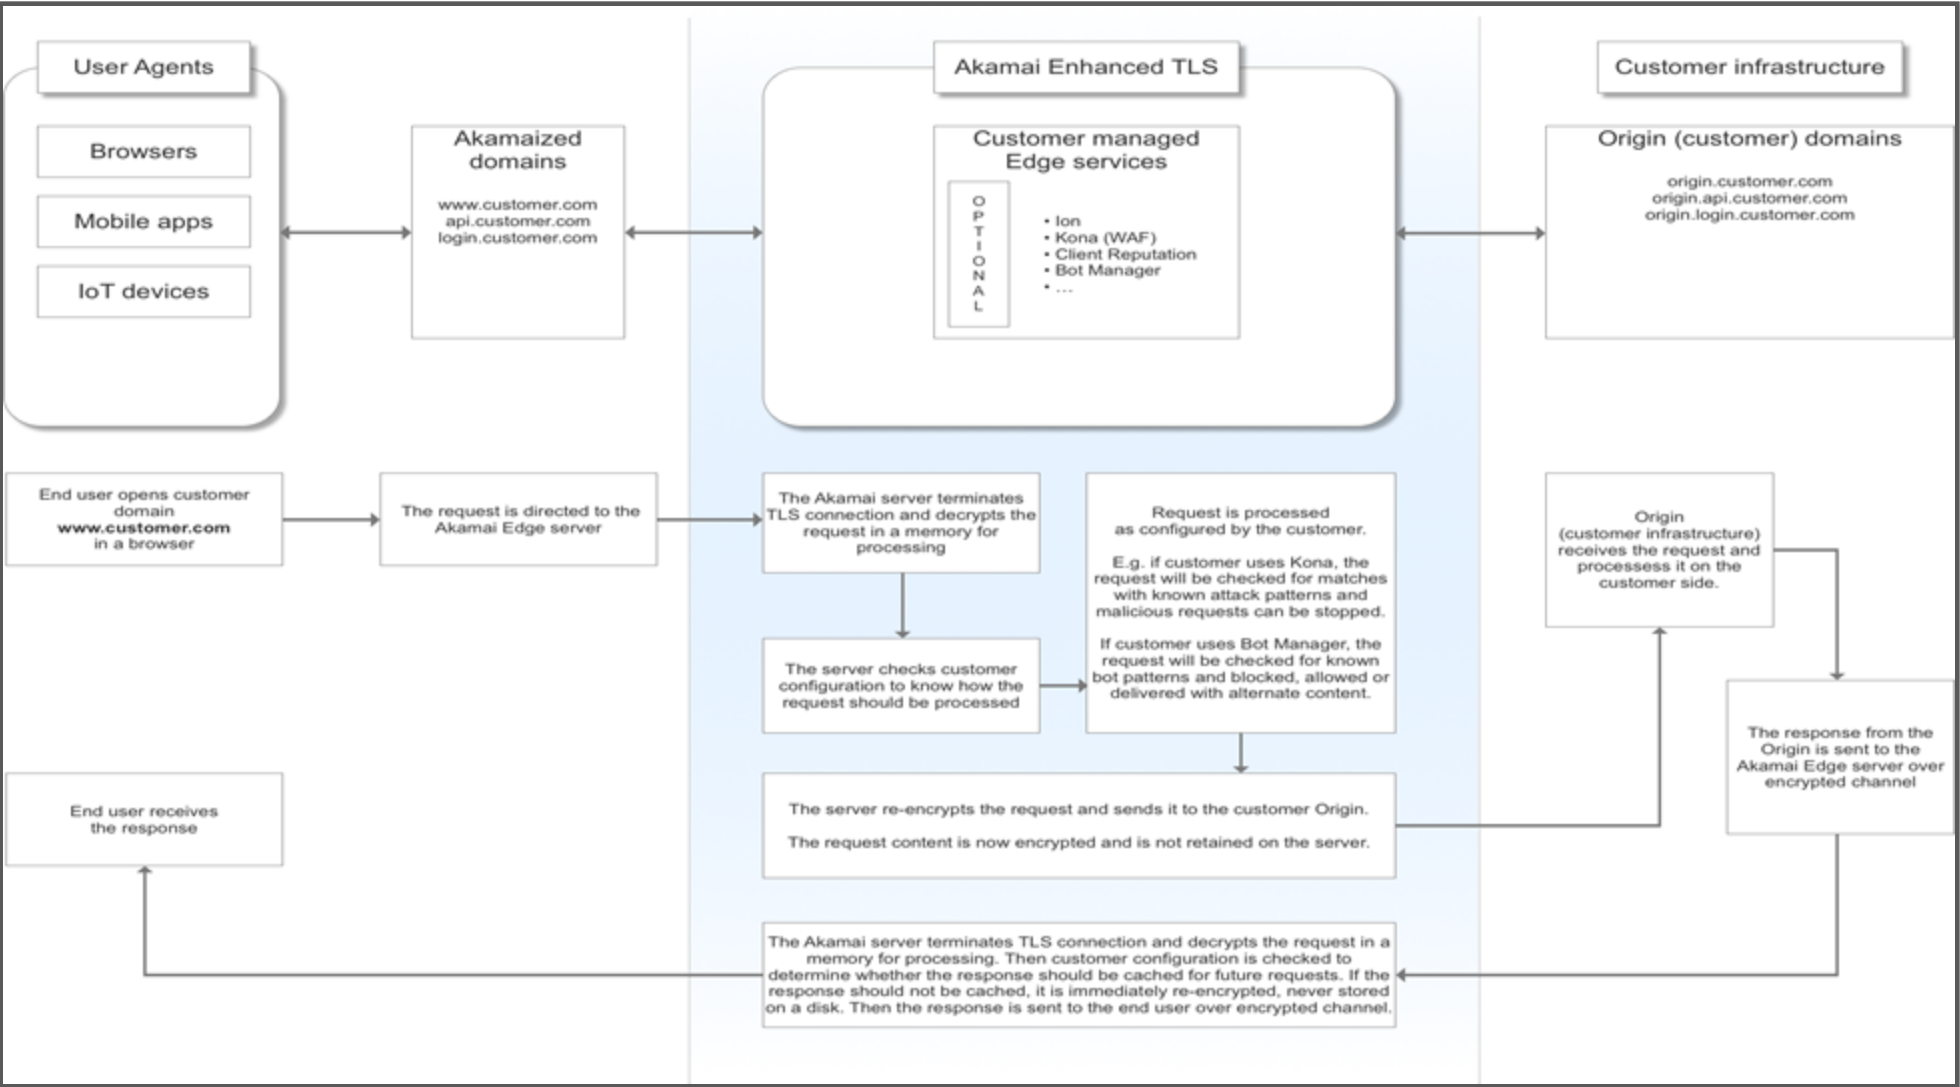 User Agents
Browsers
Mobile apps
IoT devices
Akamaized
domains
www.customer.com
api.customer.com
login.customer.com
Akamai Enhanced TLS
Customer managed
Edge services
OPTIONAL
• Ion
• Kona (WAF)
• Client Reputation
• Bot Manager
• ...
Customer infrastructure
Origin (customer) domains
origin.customer.com
origin.api.customer.com
origin.login.customer.com
End user opens customer
domain
www.customer.com
in a browser
The request is directed to the
Akamai Edge server
The Akamai server terminates
TLS connection and decrypts the
request in a memory for
processing
The server checks customer
configuration to know how the
request should be processed
Request is processed
as configured by the customer.
E.g. if customer uses Kona, the
request will be checked for matches
with known attack patterns and
malicious requests can be stopped.
If customer uses Bot Manager, the
request will be checked for known
bot patterns and blocked, allowed or
delivered with alternate content.
The server re-encrypts the request and sends it to the customer Origin.
The request content is now encrypted and is not retained on the server.
Origin
(customer infrastructure)
receives the request and
processess it on the
customer side.
The response from the
Origin is sent to the
Akamai Edge server over
encrypted channel
The Akamai server terminates TLS connection and decrypts the request in a
memory for processing. Then customer configuration is checked to
determine whether the response should be cached for future requests. If the
response should not be cached, it is immediately re-encrypted, never stored
on a disk. Then the response is sent to the end user over encrypted channel.
End user receives
the response